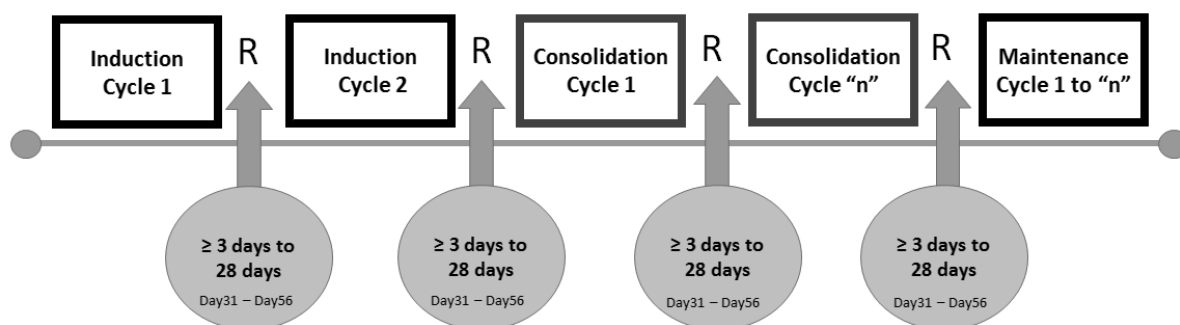 Induction
Cycle 1
R
Induction
Cycle 2
R
Consolidation
Cycle 1
R
Consolidation
Cycle “n”
R
Maintenance
Cycle 1 to “n”
≥ 3 days to
28 days
Day31 – Day56
≥ 3 days to
28 days
Day31 – Day56
≥ 3 days to
28 days
Day31 – Day56
≥ 3 days to
28 days
Day31 – Day56